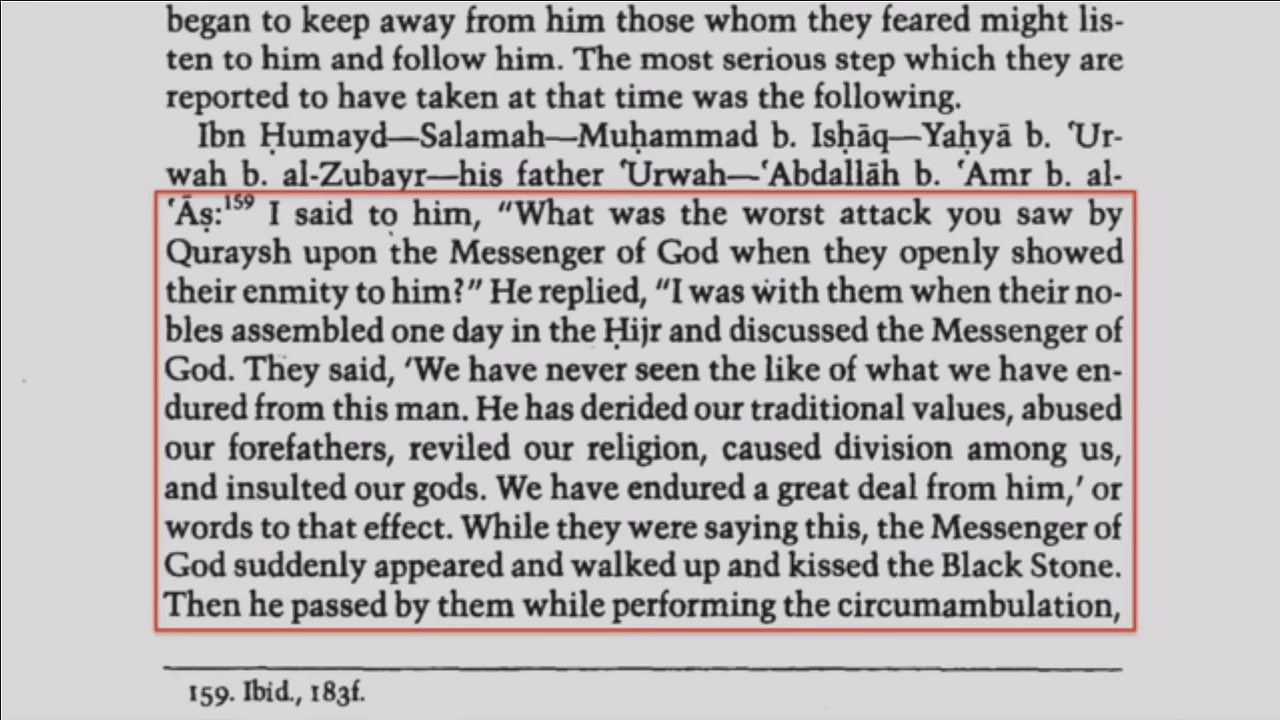 began to keep away from him those whom they feared might lis-
ten to him and follow him. The most serious step which they are
reported to have taken at that time was the following.
Ibn Ḥumayd—Salamah—Muḥammad b. Isḥāq—Yaḥyā b. ʿUr-
wah b. al-Zubayr—his father ʿUrwah—ʿAbdallāh b. ʿAmr b. al-
ʿĀṣ:159 I said to him, “What was the worst attack you saw by
Quraysh upon the Messenger of God when they openly showed
their enmity to him?” He replied, “I was with them when their no-
bles assembled one day in the Ḥijr and discussed the Messenger of
God. They said, ‘We have never seen the like of what we have en-
dured from this man. He has derided our traditional values, abused
our forefathers, reviled our religion, caused division among us,
and insulted our gods. We have endured a great deal from him,’ or
words to that effect. While they were saying this, the Messenger of
God suddenly appeared and walked up and kissed the Black Stone.
Then he passed by them while performing the circumambulation,
159. Ibid., 183f.